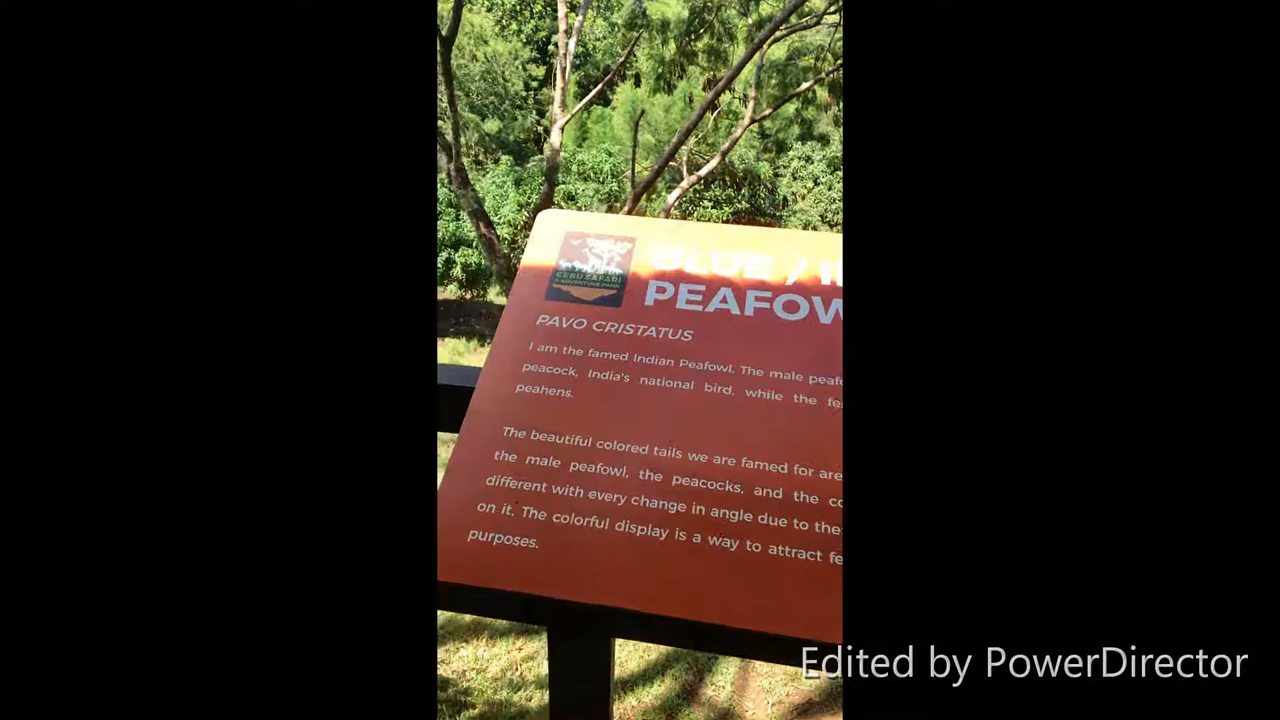 CEBU SAFARI
& ADVENTURE PARK
BLUE / I
PEAFOW
PAVO CRISTATUS
I am the famed Indian Peafowl. The male peafo
peacock, India's national bird, while the fe
peahens.
The beautiful colored tails we are famed for are
the male peafowl, the peacocks, and the co
different with every change in angle due to the
on it. The colorful display is a way to attract fe
purposes.
Edited by PowerDirector